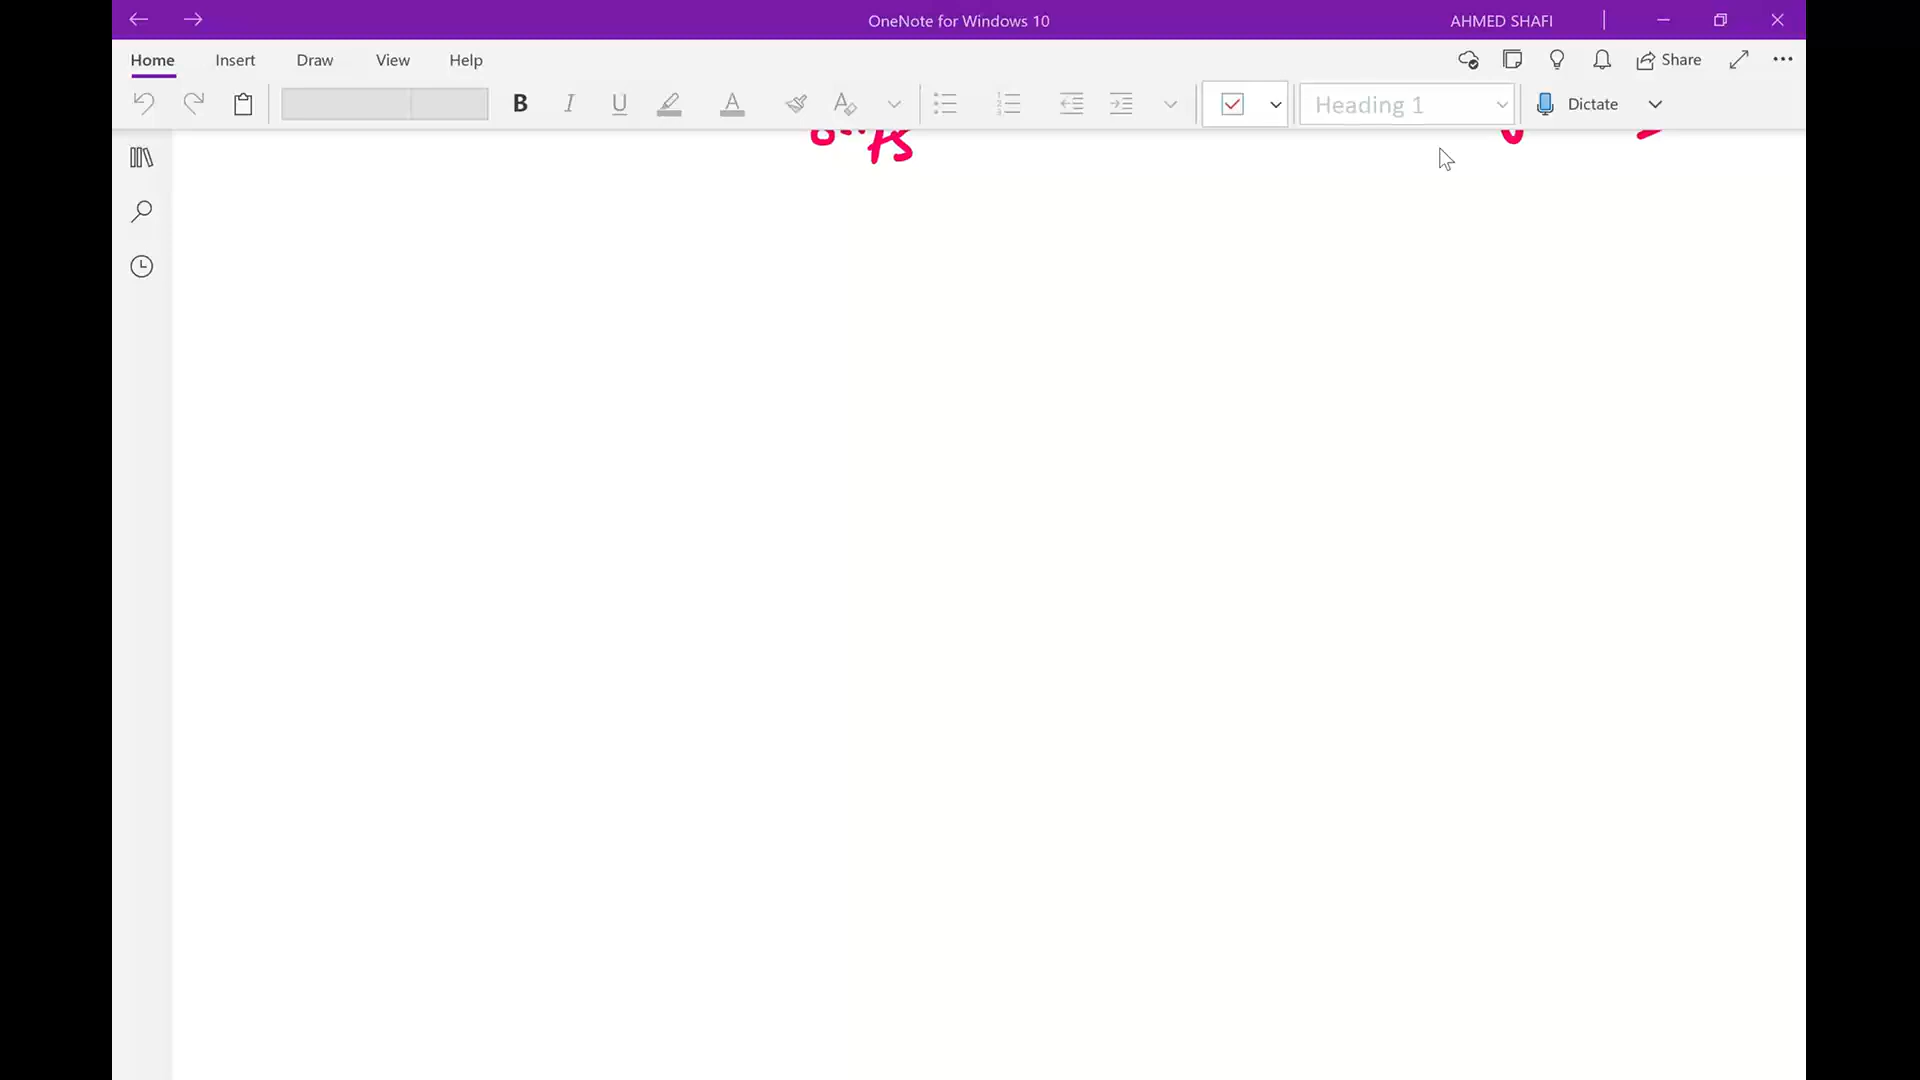 OneNote for Windows 10
AHMED SHAFI
Home Insert Draw View Help
Share
B I U A A
Heading 1
Dictate